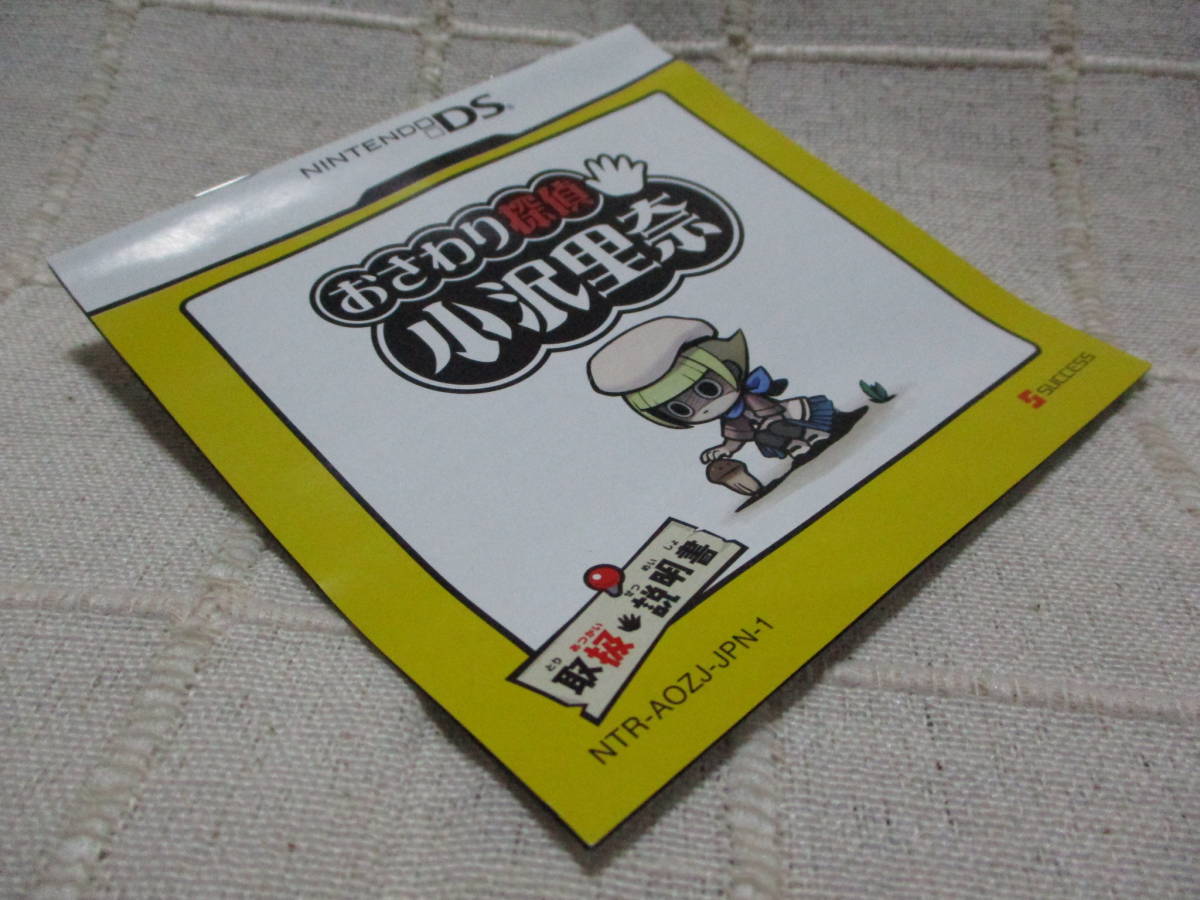 NINTENDO DS
おさわり探偵
小沢里奈
SUCCESS
とり あつかい せつ めい しょ
取扱説明書
NTR-AOZJ-JPN-1